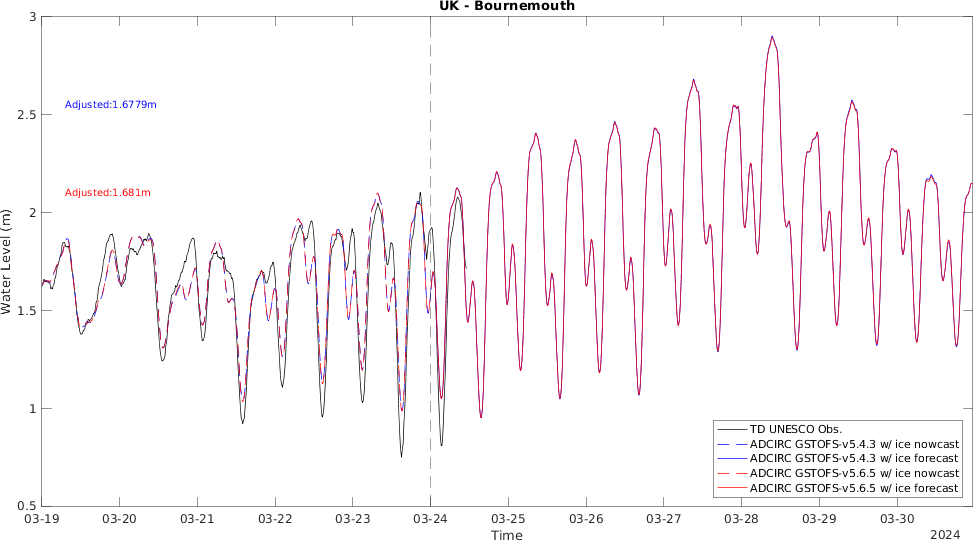 UK - Bournemouth
3
2.5
2
1.5
1
0.5
Water Level (m)
Adjusted:1.6779m
Adjusted:1.681m
TD UNESCO Obs.
ADCIRC GSTOFS-v5.4.3 w/ ice nowcast
ADCIRC GSTOFS-v5.4.3 w/ ice forecast
ADCIRC GSTOFS-v5.6.5 w/ ice nowcast
ADCIRC GSTOFS-v5.6.5 w/ ice forecast
03-19 03-20 03-21 03-22 03-23 03-24 03-25 03-26 03-27 03-28 03-29 03-30
Time
2024